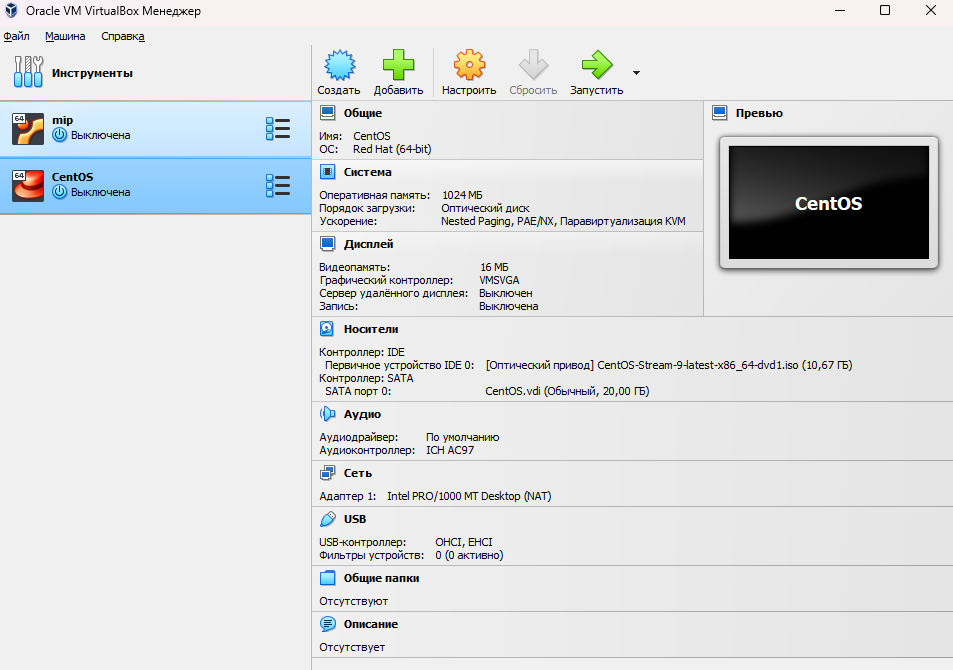 Oracle VM VirtualBox Менеджер
Файл Машина Справка
Инструменты
Создать Добавить Настроить Сбросить Запустить
64 mip
Выключена
64 CentOS
Выключена
Общие
Имя: CentOS
ОС: Red Hat (64-bit)
Система
Оперативная память: 1024 МБ
Порядок загрузки: Оптический диск
Ускорение: Nested Paging, PAE/NX, Паравиртуализация KVM
Дисплей
Видеопамять: 16 МБ
Графический контроллер: VMSVGA
Сервер удалённого дисплея: Выключен
Запись: Выключена
Превью
CentOS
Носители
Контроллер: IDE
Первичное устройство IDE 0: [Оптический привод] CentOS-Stream-9-latest-x86_64-dvd1.iso (10,67 ГБ)
Контроллер: SATA
SATA порт 0: CentOS.vdi (Обычный, 20,00 ГБ)
Аудио
Аудиодрайвер: По умолчанию
Аудиоконтроллер: ICH AC97
Сеть
Адаптер 1: Intel PRO/1000 MT Desktop (NAT)
USB
USB-контроллер: OHCI, EHCI
Фильтры устройств: 0 (0 активно)
Общие папки
Отсутствуют
Описание
Отсутствует